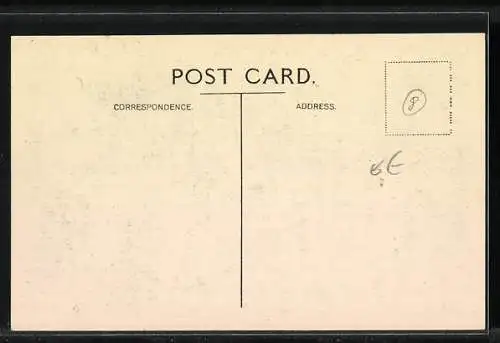 POST CARD.
CORRESPONDENCE. ADDRESS.
8
6€